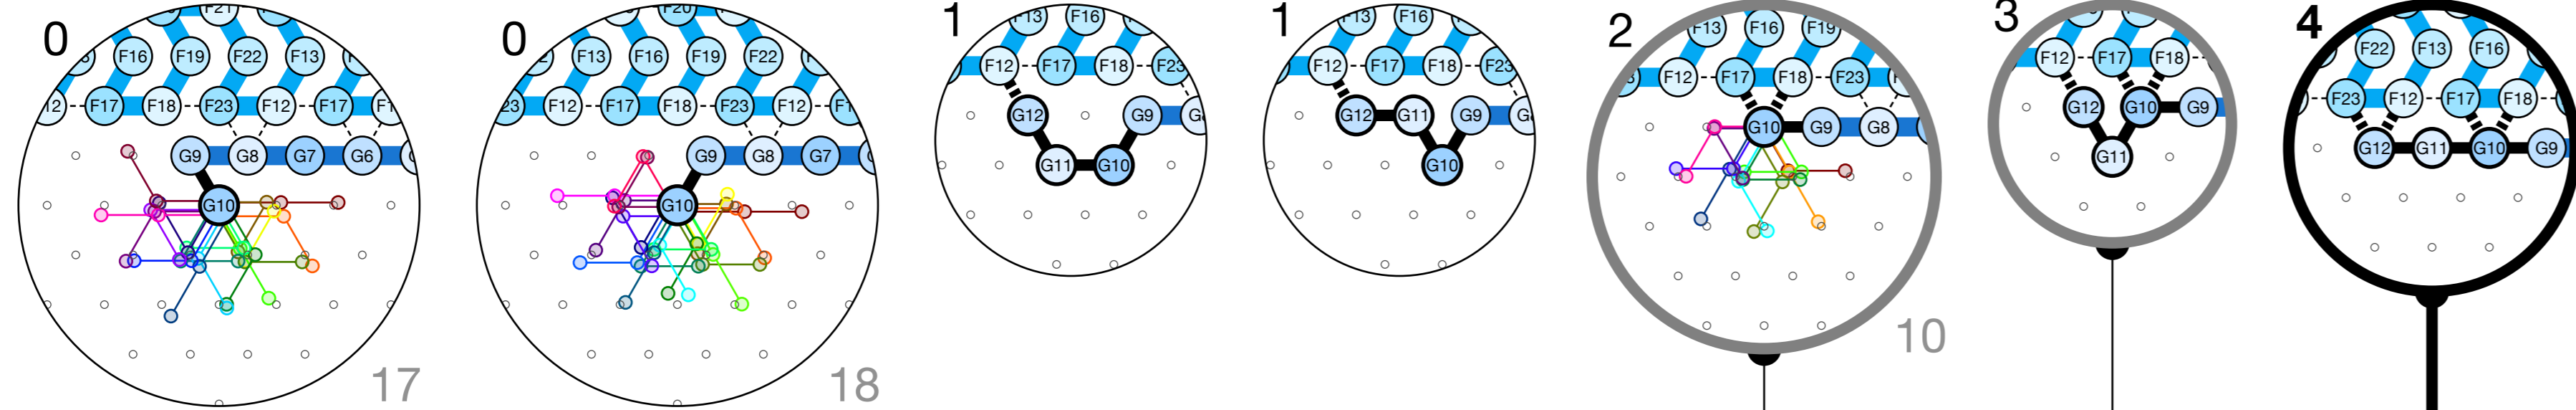 0
F21
F16 F19 F22 F13
F17 F18 F23 F12 F17
G9 G8 G7 G6
G10
17
0
F20
F13 F16 F19 F22
F12 F17 F18 F23 F12
G9 G8 G7
G10
18
1
F13 F16
F12 F17 F18 F23
G12 G9
G11 G10
1
F13 F16
F12 F17 F18 F23
G12 G11 G9
G10
2
F13 F16 F19
F12 F17 F18 F23
G10 G9 G8
10
3
F12 F17 F18
G12 G10 G9
G11
4
F22 F13 F16
F23 F12 F17 F18
G12 G11 G10 G9